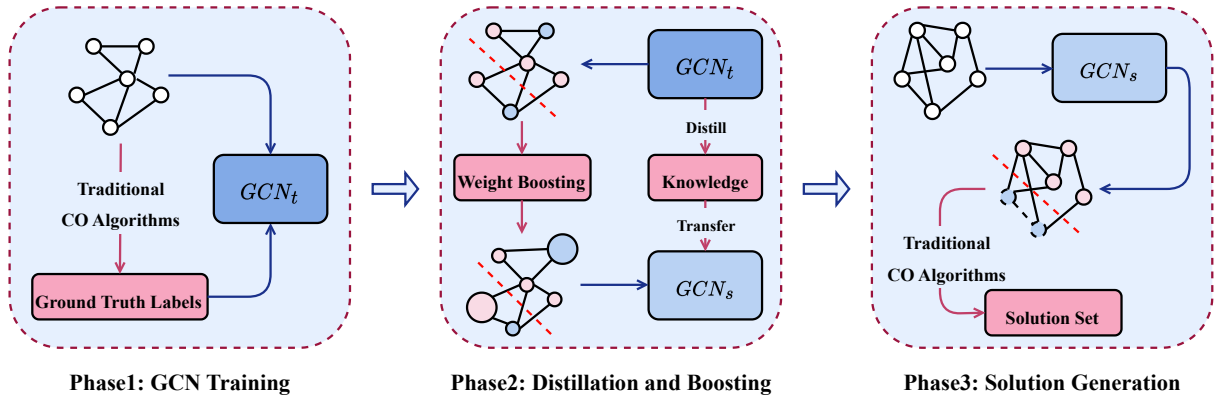 Traditional
CO Algorithms
Ground Truth Labels
GCN_t
Phase1: GCN Training
GCN_t
Distill
Weight Boosting
Knowledge
Transfer
GCN_s
Phase2: Distillation and Boosting
GCN_s
Traditional
CO Algorithms
Solution Set
Phase3: Solution Generation